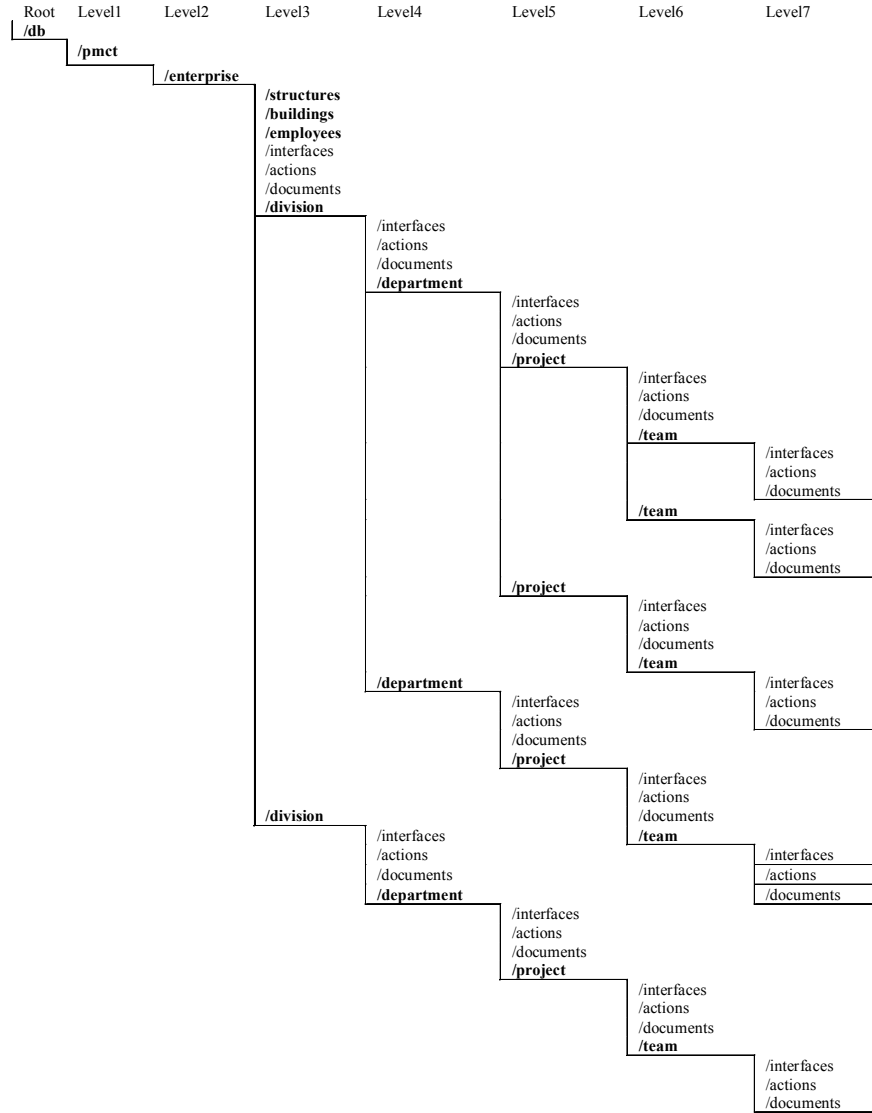 Root Level1 Level2 Level3 Level4 Level5 Level6 Level7
/db
/pmct
/enterprise
/structures
/buildings
/employees
/interfaces
/actions
/documents
/division
/interfaces
/actions
/documents
/department
/interfaces
/actions
/documents
/project
/interfaces
/actions
/documents
/team
/interfaces
/actions
/documents
/team
/interfaces
/actions
/documents
/project
/interfaces
/actions
/documents
/team
/department
/interfaces
/interfaces
/actions
/actions
/documents
/documents
/project
/interfaces
/actions
/division /documents
/interfaces /team
/actions /interfaces
/documents /actions
/department /documents
/interfaces
/actions
/documents
/project
/interfaces
/actions
/documents
/team
/interfaces
/actions
/documents